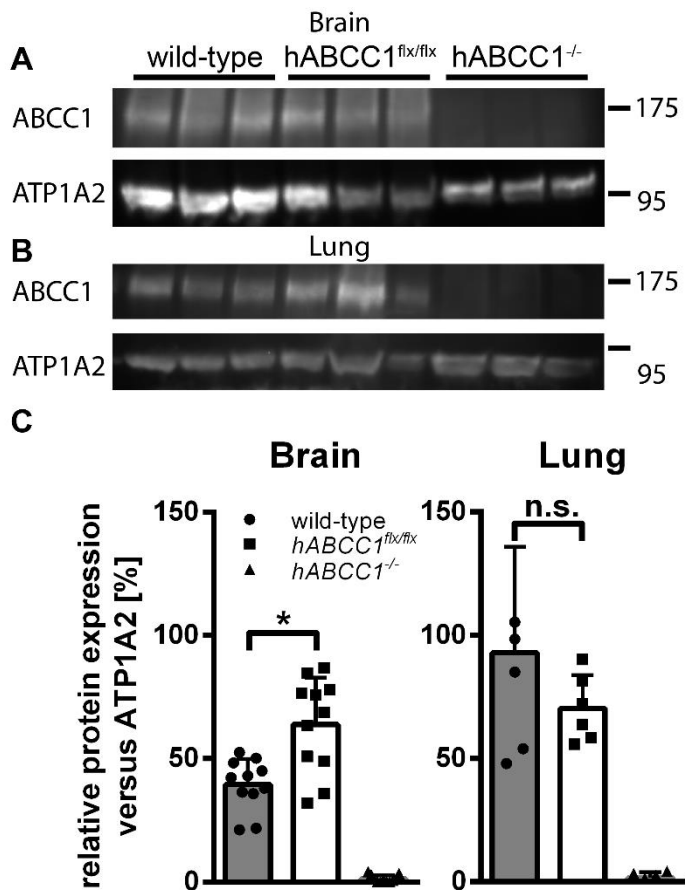 Brain
A
wild-type hABCC1flx/flx hABCC1-/-
ABCC1 175
ATP1A2 95
B Lung
ABCC1 175
ATP1A2 95
C
Brain Lung
relative protein expression
versus ATP1A2 [%]
150
100
50
0
wild-type
hABCC1flx/flx
hABCC1-/-
*
150
100
50
0
n.s.